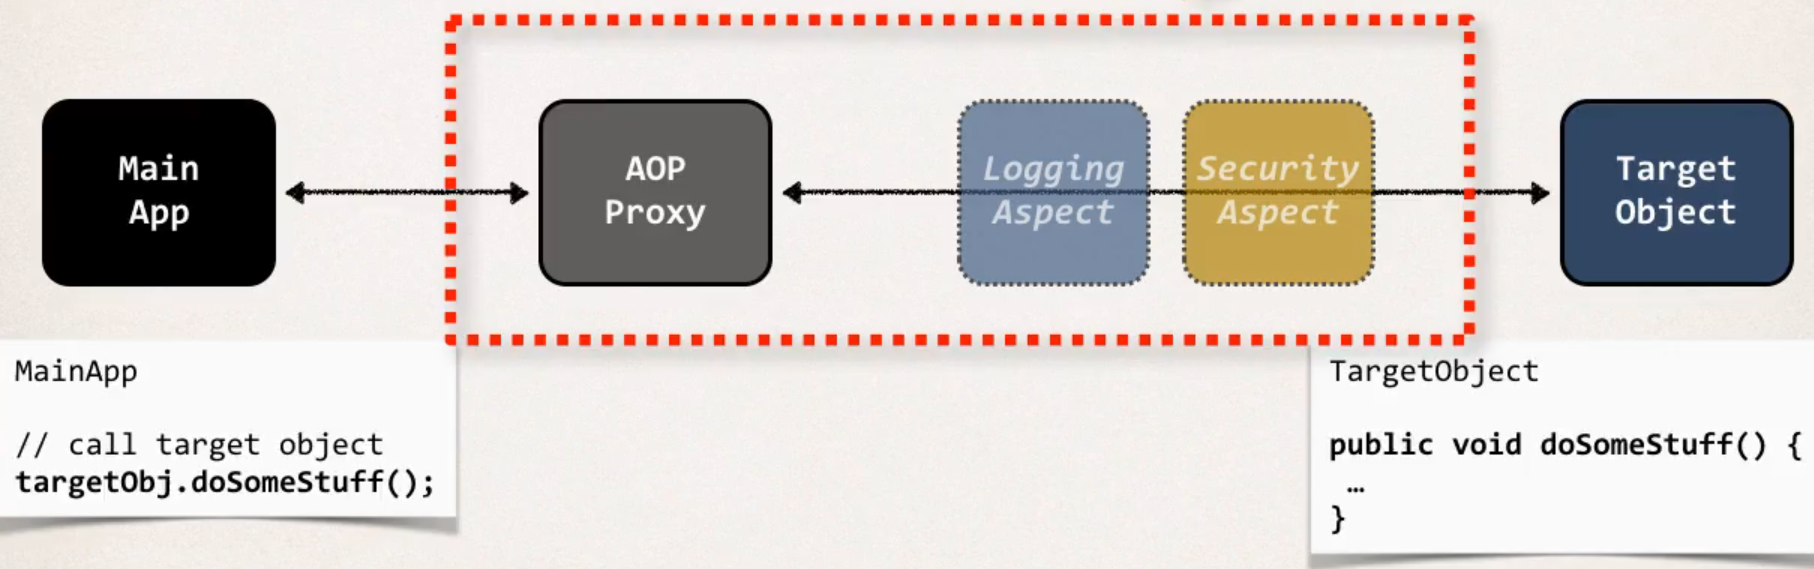 Main
App
AOP
Proxy
Logging
Aspect
Security
Aspect
Target
Object
MainApp
// call target object
targetObj.doSomeStuff();
TargetObject
public void doSomeStuff() {
…
}